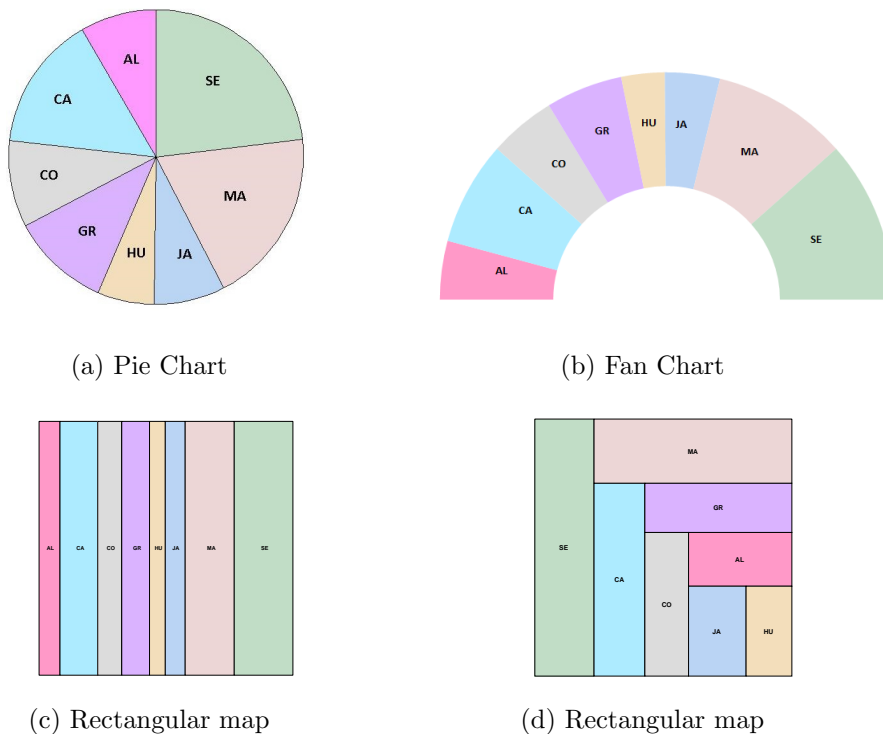 AL
SE
CA
CO
MA
GR
HU
JA
(a) Pie Chart
HU
JA
GR
CO
MA
CA
SE
AL
(b) Fan Chart
AL CA CO GR HU JA MA SE
(c) Rectangular map
MA
GR
SE
AL
CA
CO
JA HU
(d) Rectangular map